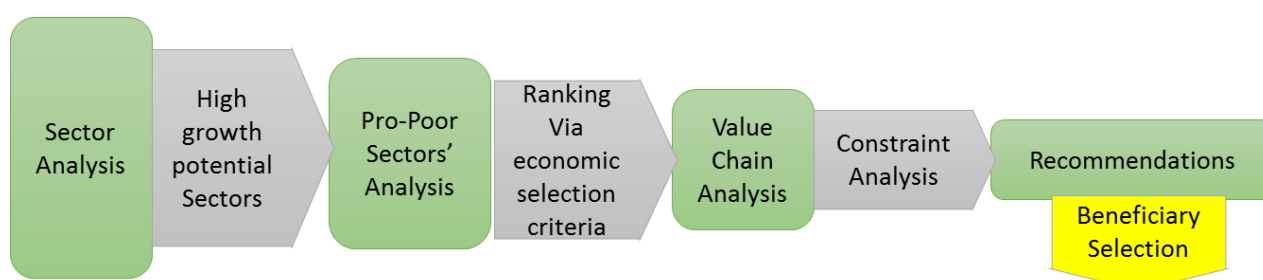 Sector
Analysis
High
growth
potential
Sectors
Pro-Poor
Sectors'
Analysis
Ranking
Via
economic
selection
criteria
Value
Chain
Analysis
Constraint
Analysis
Recommendations
Beneficiary
Selection